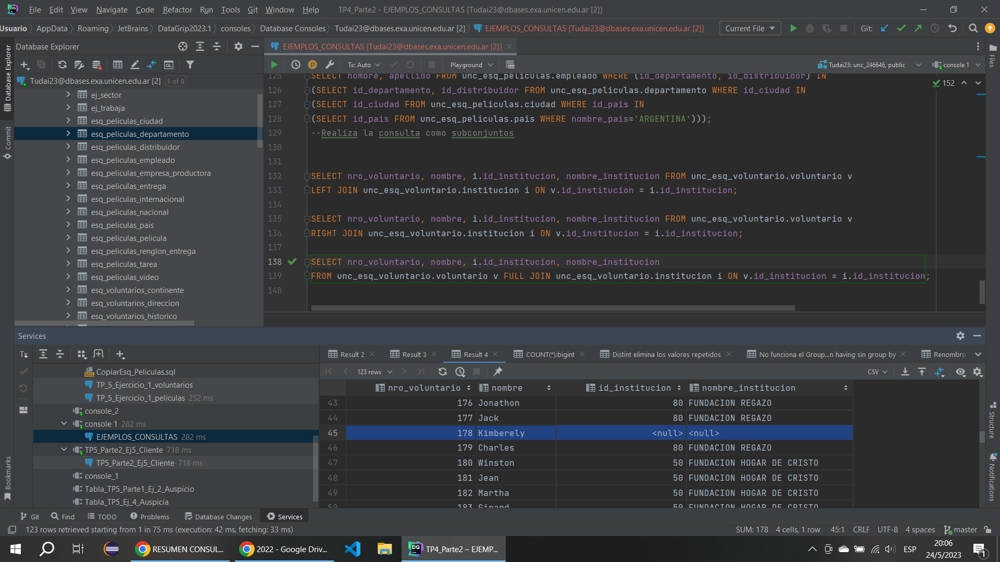 File Edit View Navigate Code Refactor Run Tools Git Window Help TP4_Parte2 - EJEMPLOS_CONSULTAS [Tudai23@dbases.exa.unicen.edu.ar [2]]
Usuario AppData Roaming JetBrains DataGrip2023.1 consoles Database Consoles Tudai23@dbases.exa.unicen.edu.ar [2] EJEMPLOS_CONSULTAS [Tudai23@dbases.exa.unicen.edu.ar [2]] Current File Git:
Database Explorer
EJEMPLOS_CONSULTAS [Tudai23@dbases.exa.unicen.edu.ar [2]]
Tx: Auto Playground Tudai23: unc_246646, public console 1
Tudai23@dbases.exa.unicen.edu.ar [2] 1 of 8
ej_sector
ej_trabaja
esq_peliculas_ciudad
esq_peliculas_departamento
esq_peliculas_distribuidor
esq_peliculas_empleado
esq_peliculas_empresa_productora
esq_peliculas_entrega
esq_peliculas_internacional
esq_peliculas_nacional
esq_peliculas_pais
esq_peliculas_pelicula
esq_peliculas_renglon_entrega
esq_peliculas_tarea
esq_peliculas_video
esq_voluntarios_continente
esq_voluntarios_direccion
esq_voluntarios_historico
152
125 SELECT nombre, apellido FROM unc_esq_peliculas.empleado WHERE (id_departamento, id_distribuidor) IN
126 (SELECT id_departamento, id_distribuidor FROM unc_esq_peliculas.departamento WHERE id_ciudad IN
127 (SELECT id_ciudad FROM unc_esq_peliculas.ciudad WHERE id_pais IN
128 (SELECT id_pais FROM unc_esq_peliculas.pais WHERE nombre_pais='ARGENTINA')));
129 --Realiza la consulta como subconjuntos
130
131
132 SELECT nro_voluntario, nombre, i.id_institucion, nombre_institucion FROM unc_esq_voluntario.voluntario v
133 LEFT JOIN unc_esq_voluntario.institucion i ON v.id_institucion = i.id_institucion;
134
135 SELECT nro_voluntario, nombre, i.id_institucion, nombre_institucion FROM unc_esq_voluntario.voluntario v
136 RIGHT JOIN unc_esq_voluntario.institucion i ON v.id_institucion = i.id_institucion;
137
138 SELECT nro_voluntario, nombre, i.id_institucion, nombre_institucion
139 FROM unc_esq_voluntario.voluntario v FULL JOIN unc_esq_voluntario.institucion i ON v.id_institucion = i.id_institucion;
140
Database Explorer
Commit
Bookmarks
Files
Structure
Notifications
Services
Tx
CopiarEsq_Peliculas.sql
TP_5_Ejercicio_1_voluntarios
TP_5_Ejercicio_1_peliculas 252 ms
console_2
console 1 282 ms
EJEMPLOS_CONSULTAS 282 ms
TP5_Parte2_Ej5_Cliente 718 ms
TP5_Parte2_Ej5_Cliente 718 ms
console_1
Tabla_TP5_Parte1_Ej_2_Auspicio
Tabla_TP5_Ej_4_Auspicia
Result 2 Result 3 Result 4 COUNT(*):bigint Distint elimina los valores repetidos No funciona el Group...n having sin group by Renombro
123 rows CSV
nro_voluntario nombre id_institucion nombre_institucion
43 176 Jonathon 80 FUNDACION REGAZO
44 177 Jack 80 FUNDACION REGAZO
45 178 Kimberely <null> <null>
46 179 Charles 80 FUNDACION REGAZO
47 180 Winston 50 FUNDACION HOGAR DE CRISTO
48 181 Jean 50 FUNDACION HOGAR DE CRISTO
49 182 Martha 50 FUNDACION HOGAR DE CRISTO
50 183 Girard 50 FUNDACION HOGAR DE CRISTO
Git Find TODO Problems Database Changes Services
123 rows retrieved starting from 1 in 75 ms (execution: 42 ms, fetching: 33 ms) SUM: 178 4 cells, 1 row 45:1 CRLF UTF-8 4 spaces master
RESUMEN CONSUL... 2022 - Google Driv... TP4_Parte2 – EJEMP... ESP 20:06
24/5/2023 1